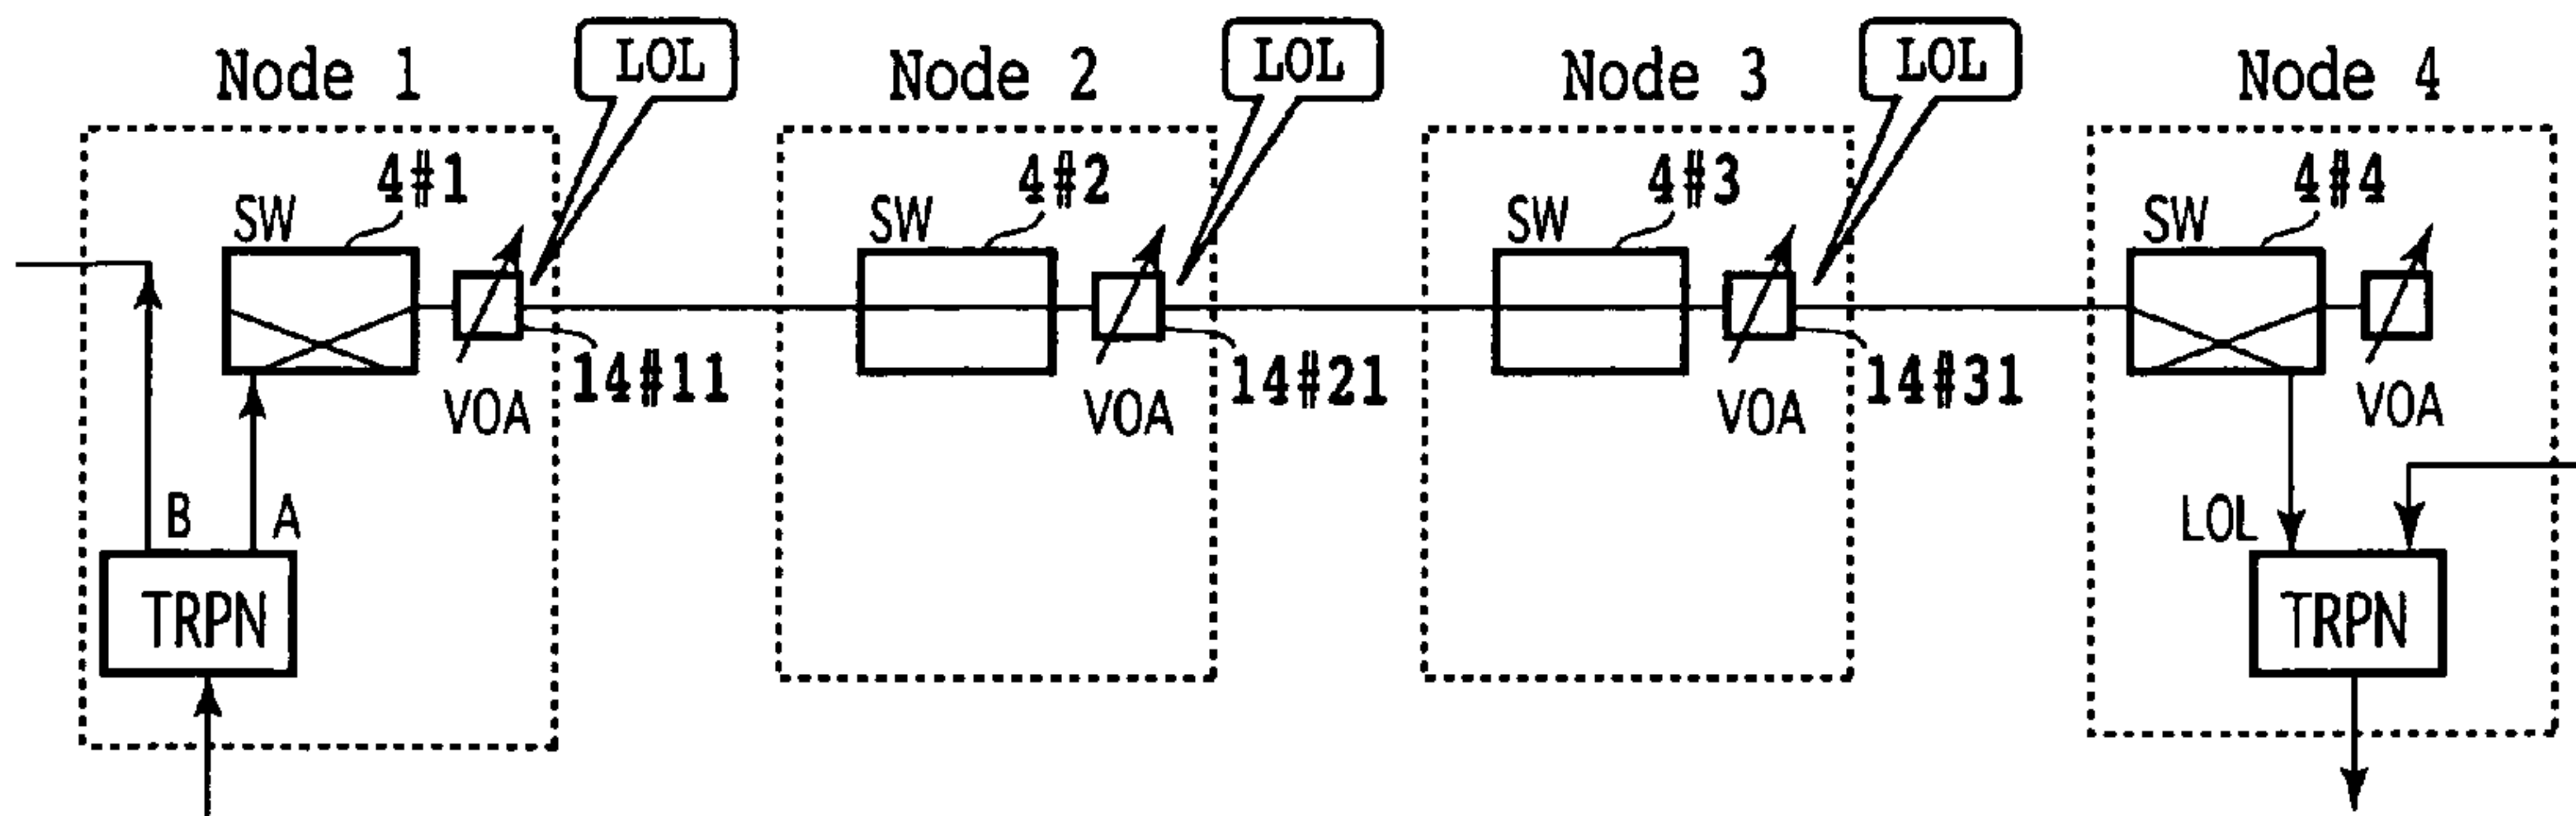 Node 1
LOL
Node 2
LOL
Node 3
LOL
Node 4
SW
4#1
SW
4#2
SW
4#3
SW
4#4
14#11
VOA
14#21
VOA
14#31
VOA
VOA
B
A
LOL
TRPN
TRPN